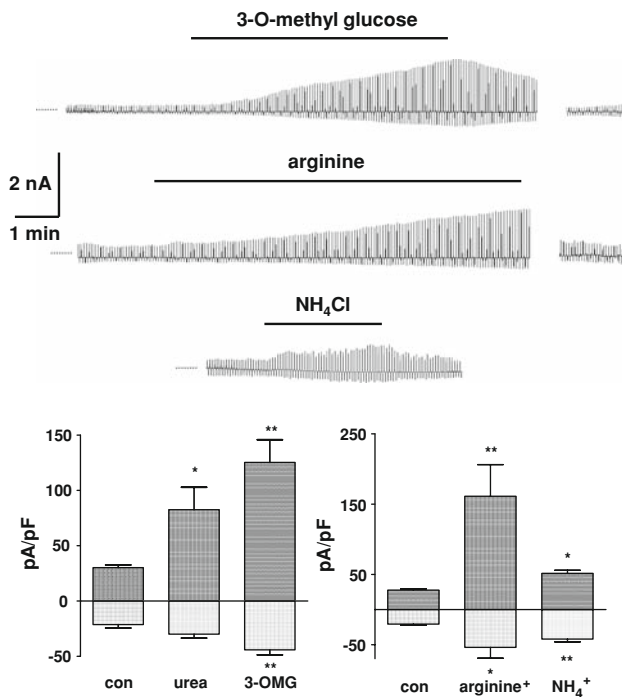 3-O-methyl glucose
2 nA
1 min
arginine
NH₄Cl
150
100
50
0
-50
pA/pF
*
**
**
con urea 3-OMG
250
150
50
-50
pA/pF
**
*
*
**
con arginine⁺ NH₄⁺